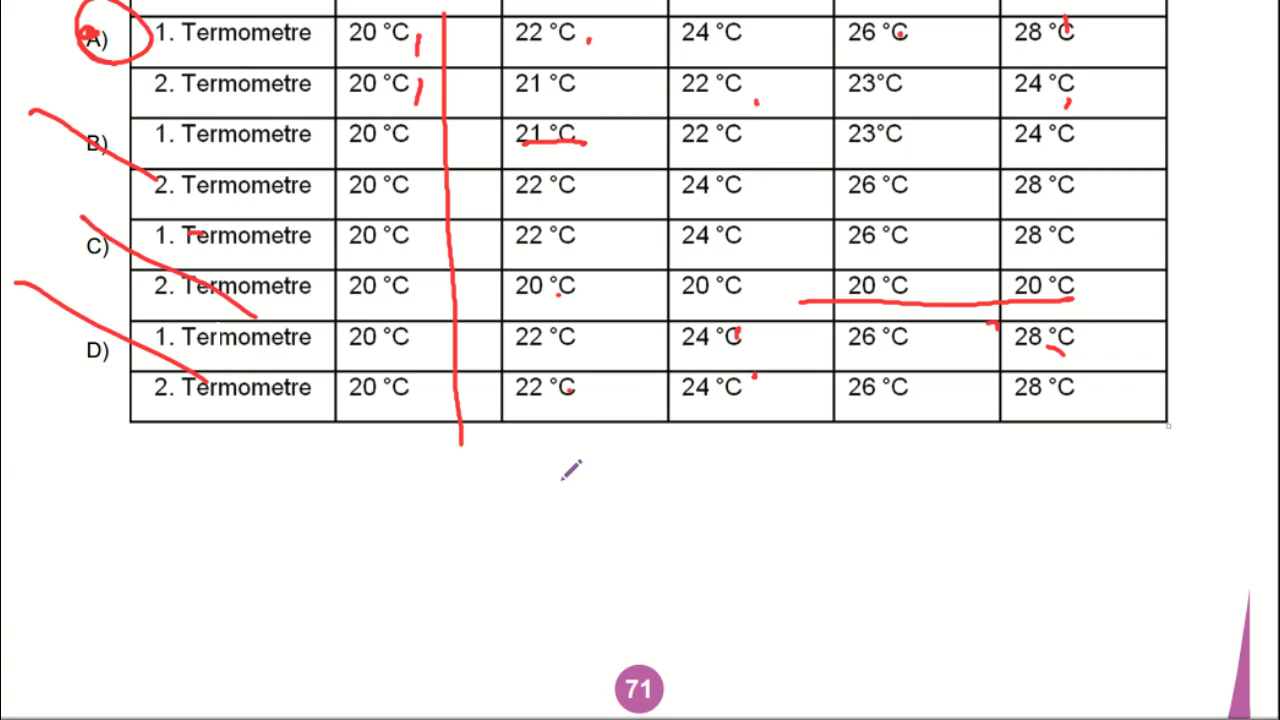 A) 1. Termometre 20 °C 22 °C 24 °C 26 °C 28 °C
2. Termometre 20 °C 21 °C 22 °C 23°C 24 °C
B) 1. Termometre 20 °C 21 °C 22 °C 23°C 24 °C
2. Termometre 20 °C 22 °C 24 °C 26 °C 28 °C
C) 1. Termometre 20 °C 22 °C 24 °C 26 °C 28 °C
2. Termometre 20 °C 20 °C 20 °C 20 °C 20 °C
D) 1. Termometre 20 °C 22 °C 24 °C 26 °C 28 °C
2. Termometre 20 °C 22 °C 24 °C 26 °C 28 °C
71